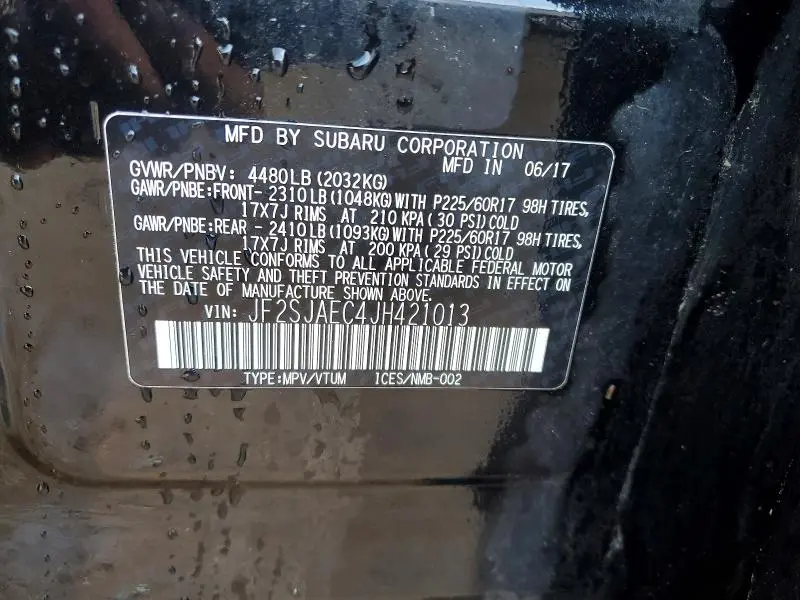 MFD BY SUBARU CORPORATION
MFD IN 06/17
GVWR/PNBV: 4480LB(2032KG)
GAWR/PNBE:FRONT- 2310LB(1048KG)WITH P225/60R17 98H TIRES,
17X7J RIMS AT 210 KPA(30 PSI)COLD
GAWR/PNBE:REAR - 2410LB(1093KG)WITH P225/60R17 98H TIRES,
17X7J RIMS AT 200 KPA(29 PSI)COLD
THIS VEHICLE CONFORMS TO ALL APPLICABLE FEDERAL MOTOR
VEHICLE SAFETY AND THEFT PREVENTION STANDARDS IN EFFECT ON
THE DATE OF MANUFACTURE SHOWN ABOVE.
VIN: JF2SJAEC4JH421013
TYPE:MPV/VTUM ICES/NMB-002